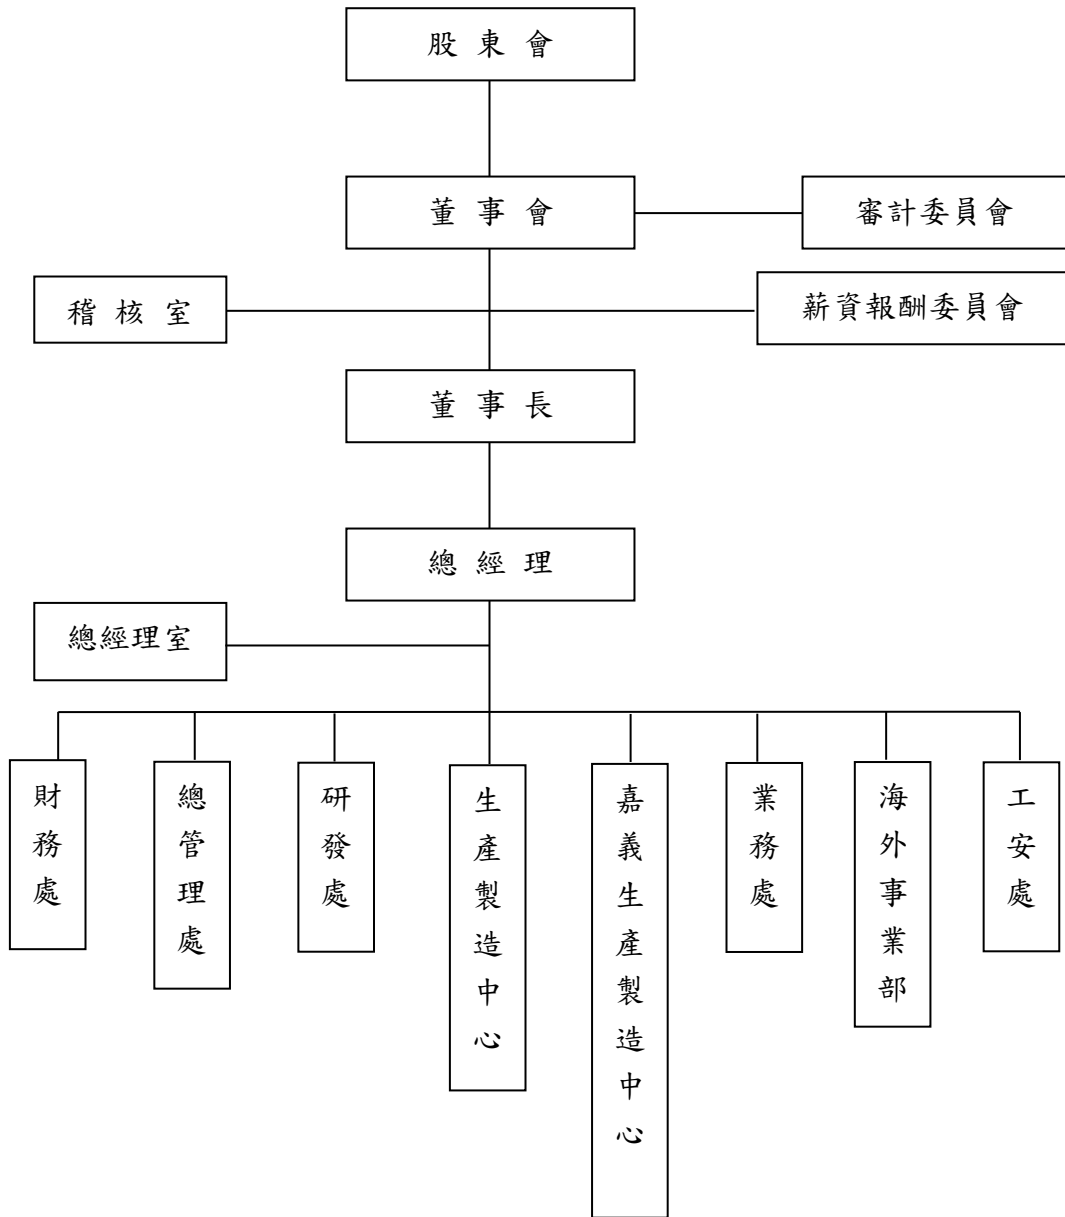 股東會
董事會
審計委員會
稽核室
薪資報酬委員會
董事長
總經理
總經理室
財務處
總管理處
研發處
生產製造中心
嘉義生產製造中心
業務處
海外事業部
工安處